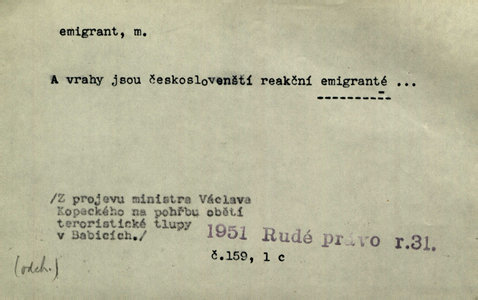 emigrant, m.
A vrahy jsou českoslovenští reakční emigranté ...
/Z projevu ministra Václava
Kopeckého na pohřbu obětí
teroristické tlupy
v Babicích./
1951 Rudé právo r.31.
č.159, 1 c
(odch.)